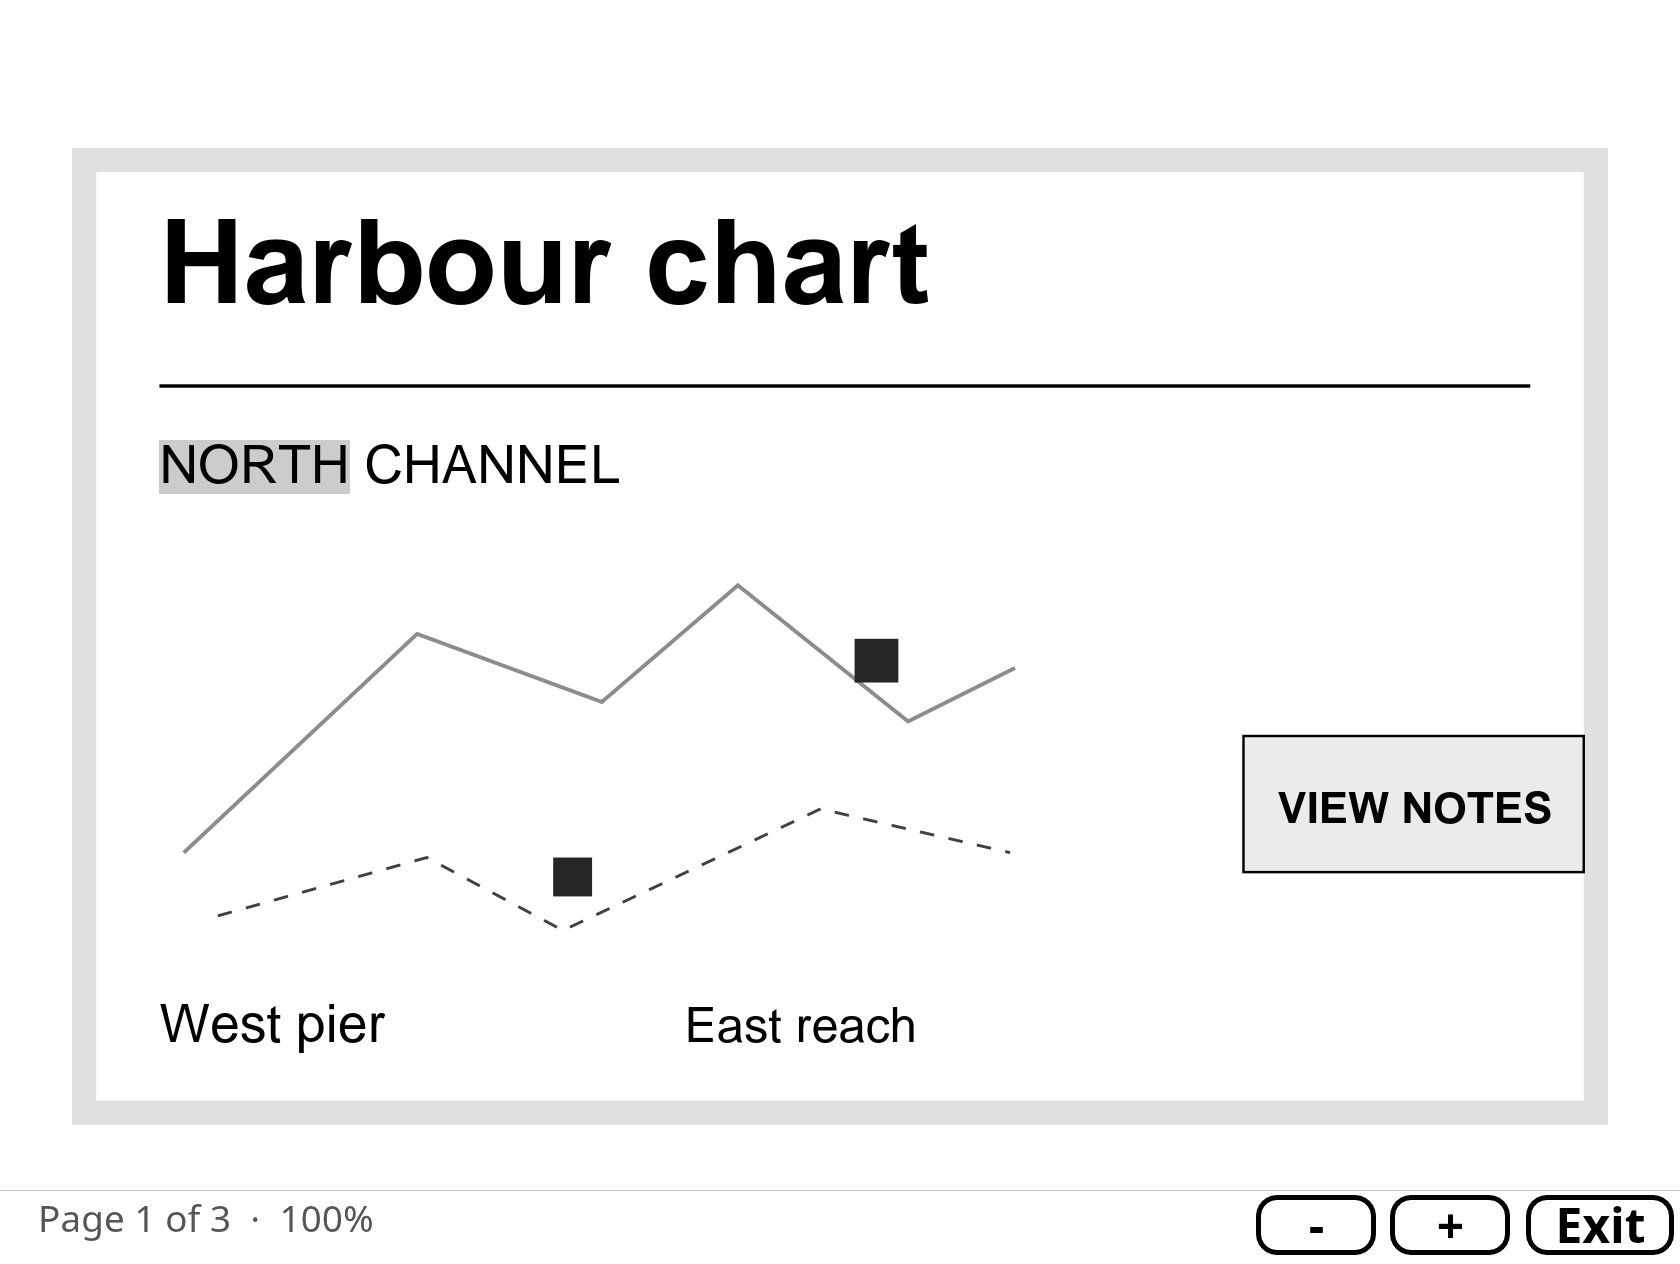 Harbour chart
NORTH CHANNEL
VIEW NOTES
West pier East reach
Page 1 of 3 · 100%
- + Exit